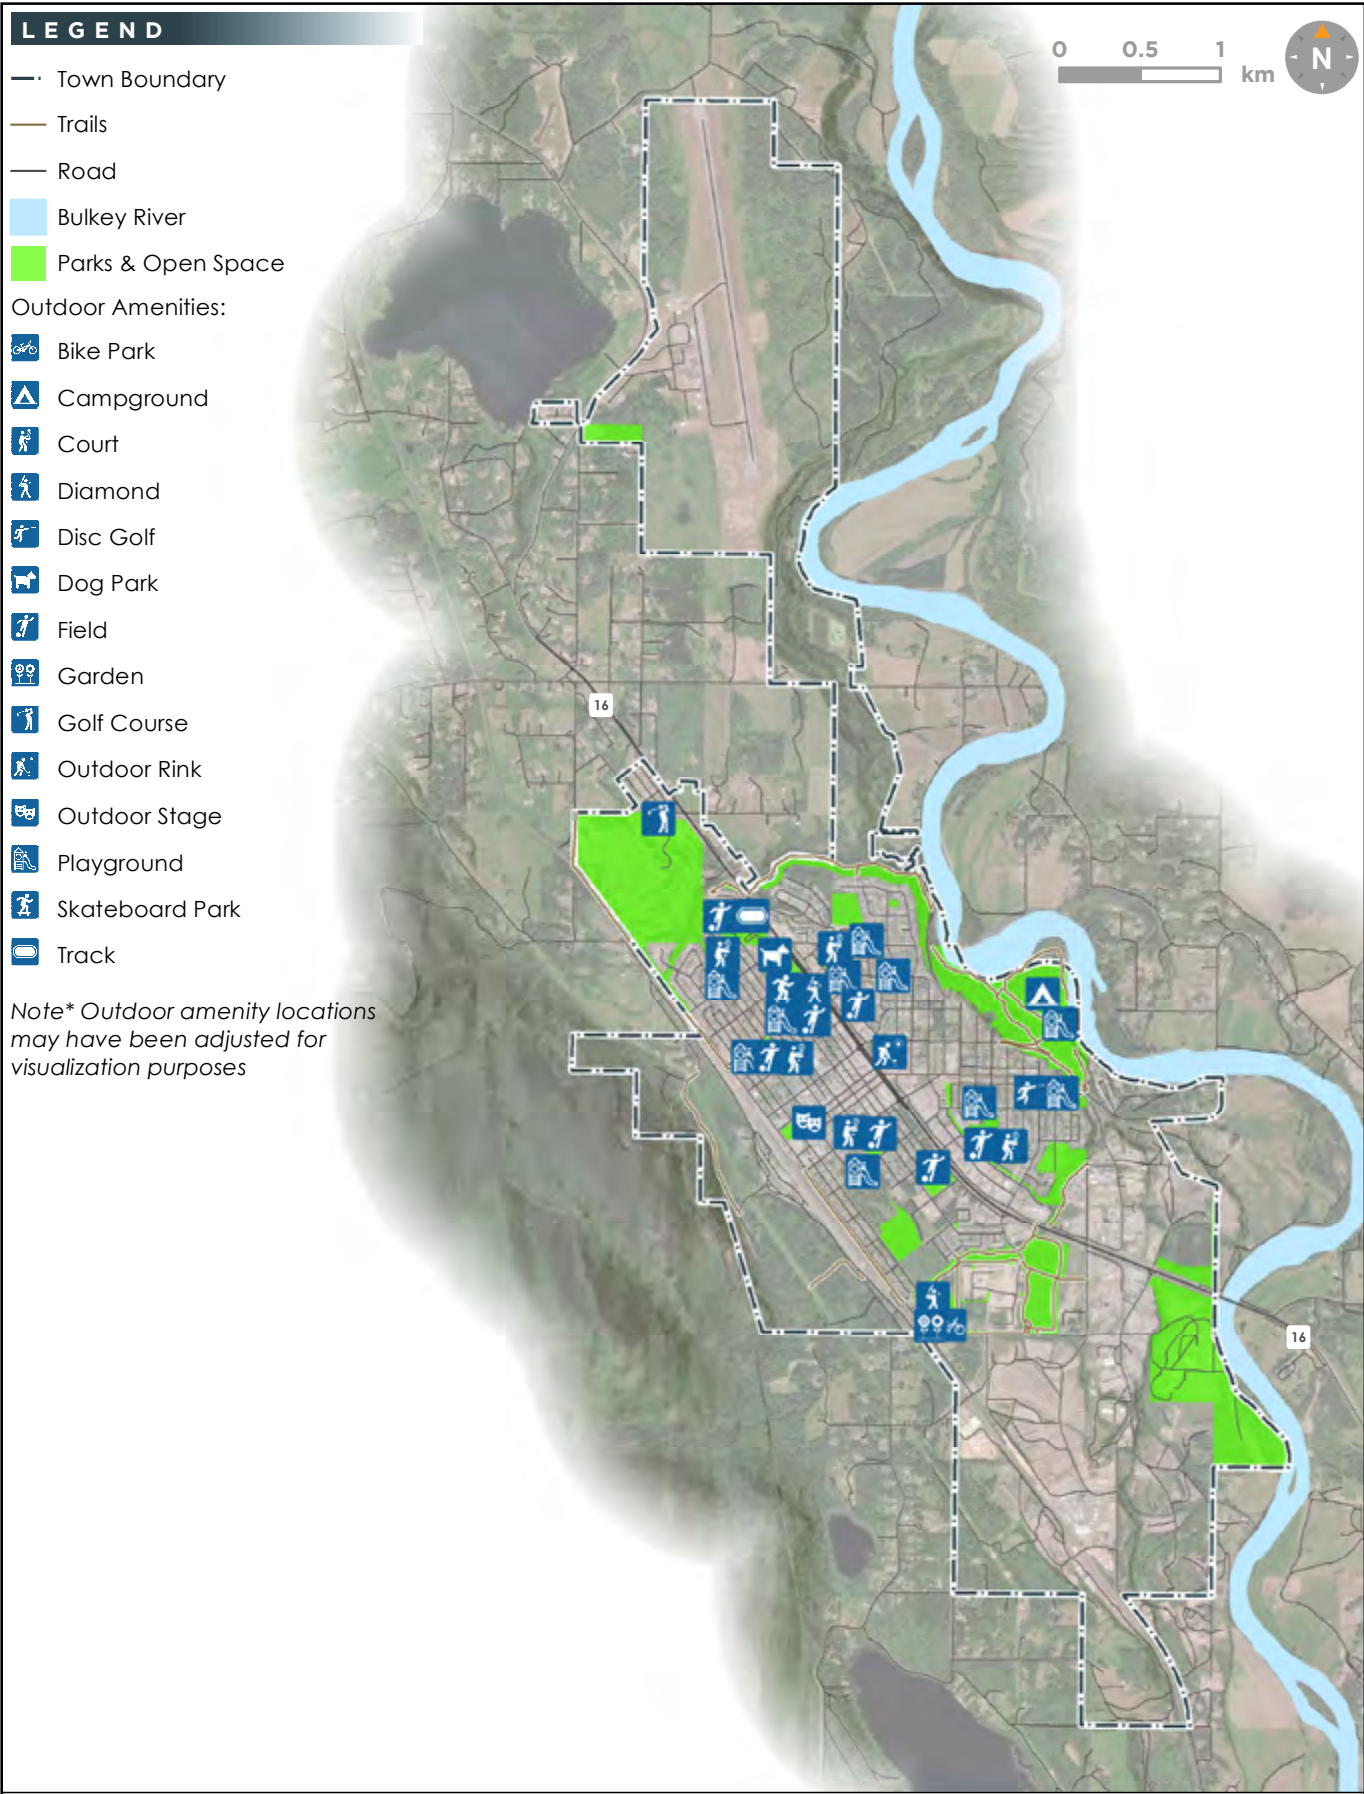 LEGEND
Town Boundary
Trails
Road
Bulkey River
Parks & Open Space
Outdoor Amenities:
Bike Park
Campground
Court
Diamond
Disc Golf
Dog Park
Field
Garden
Golf Course
Outdoor Rink
Outdoor Stage
Playground
Skateboard Park
Track
Note* Outdoor amenity locations
may have been adjusted for
visualization purposes
0 0.5 1
km
N
16
16